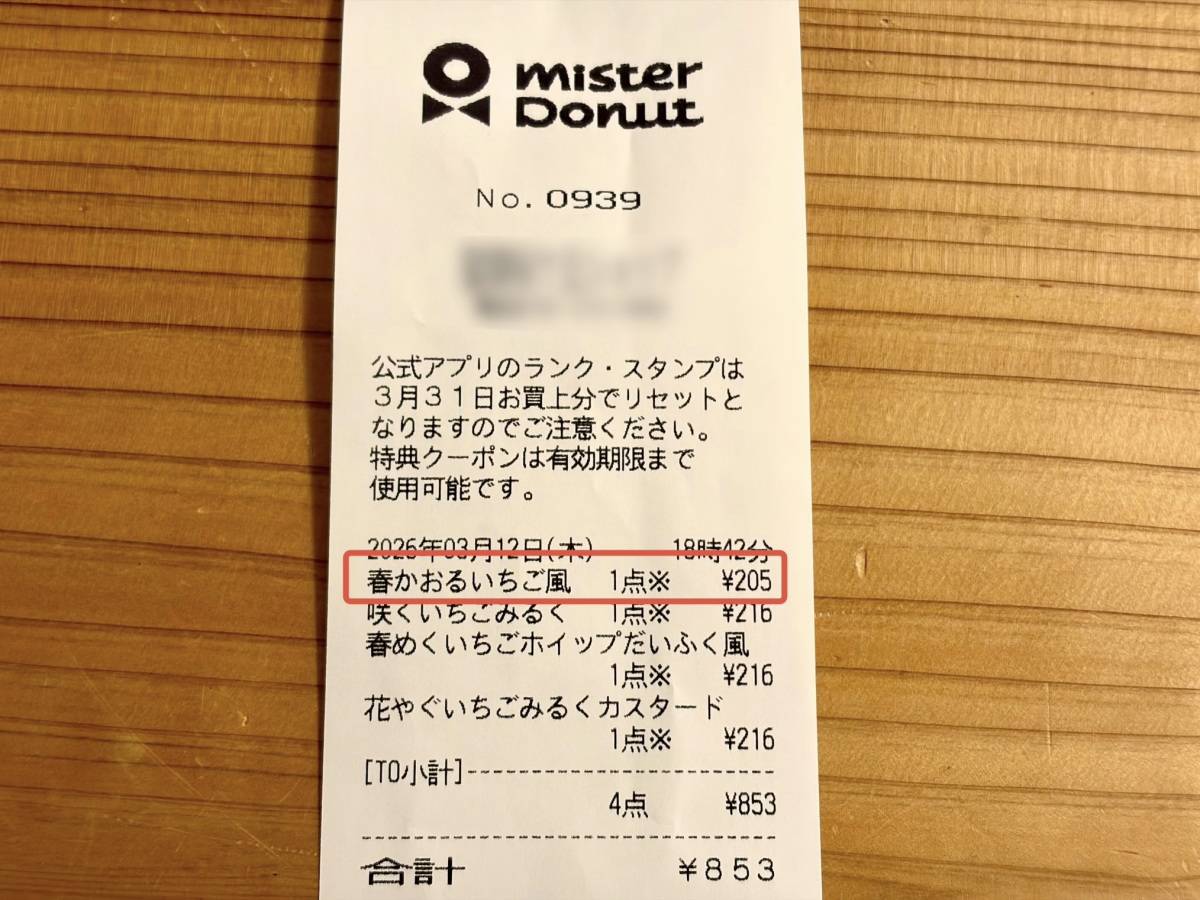 mister
Donut
No. 0939
公式アプリのランク・スタンプは
3月31日お買上分でリセットと
なりますのでご注意ください。
特典クーポンは有効期限まで
使用可能です。
2026年03月12日(木) 18時42分
春かおるいちご風 1点※ ¥205
咲くいちごみるく 1点※ ¥216
春めくいちごホイップだいふく風
1点※ ¥216
花やぐいちごみるくカスタード
1点※ ¥216
[TO小計]
4点 ¥853
合計 ¥853